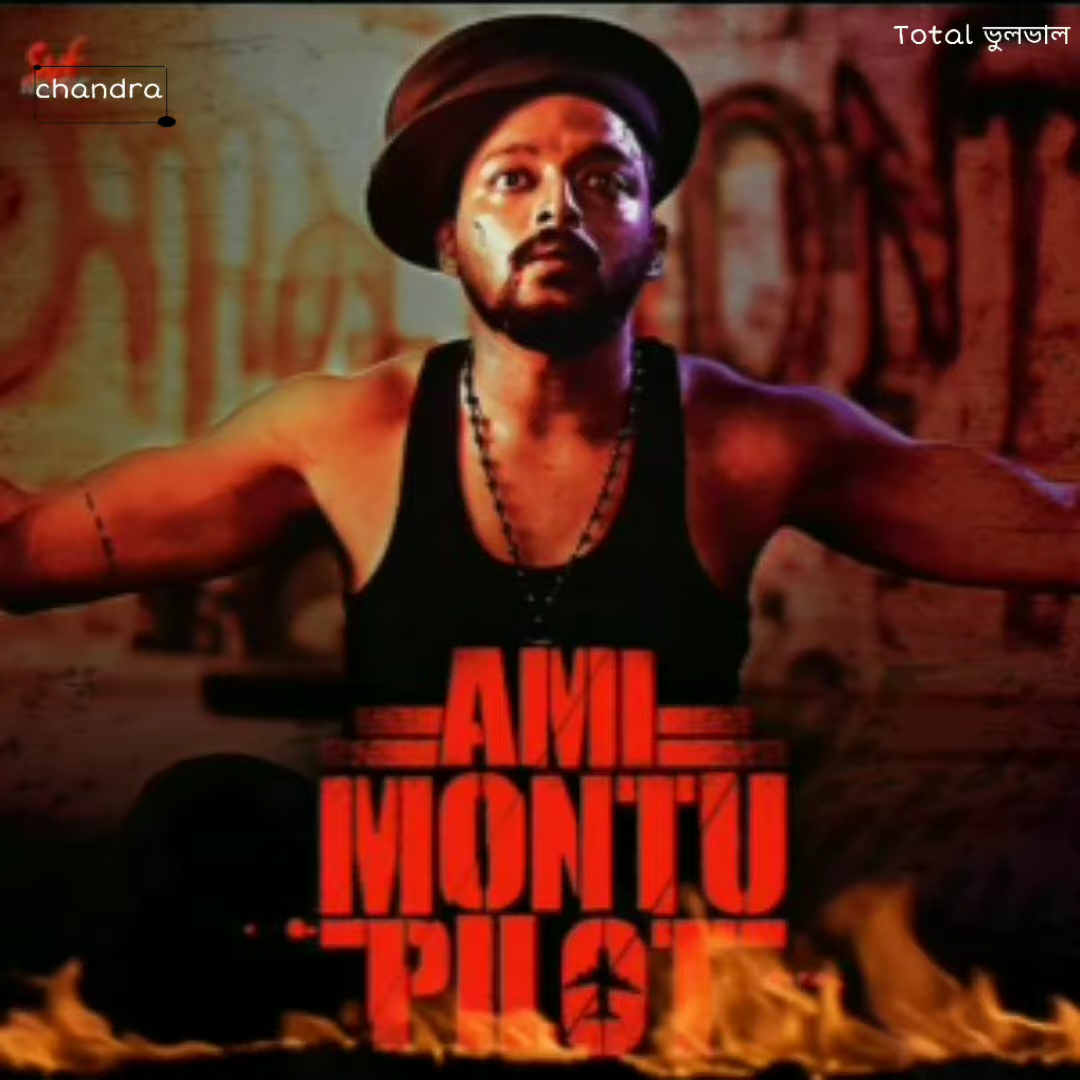 Total ভুলভাল
chandra
AMI
MONTU
PILOT